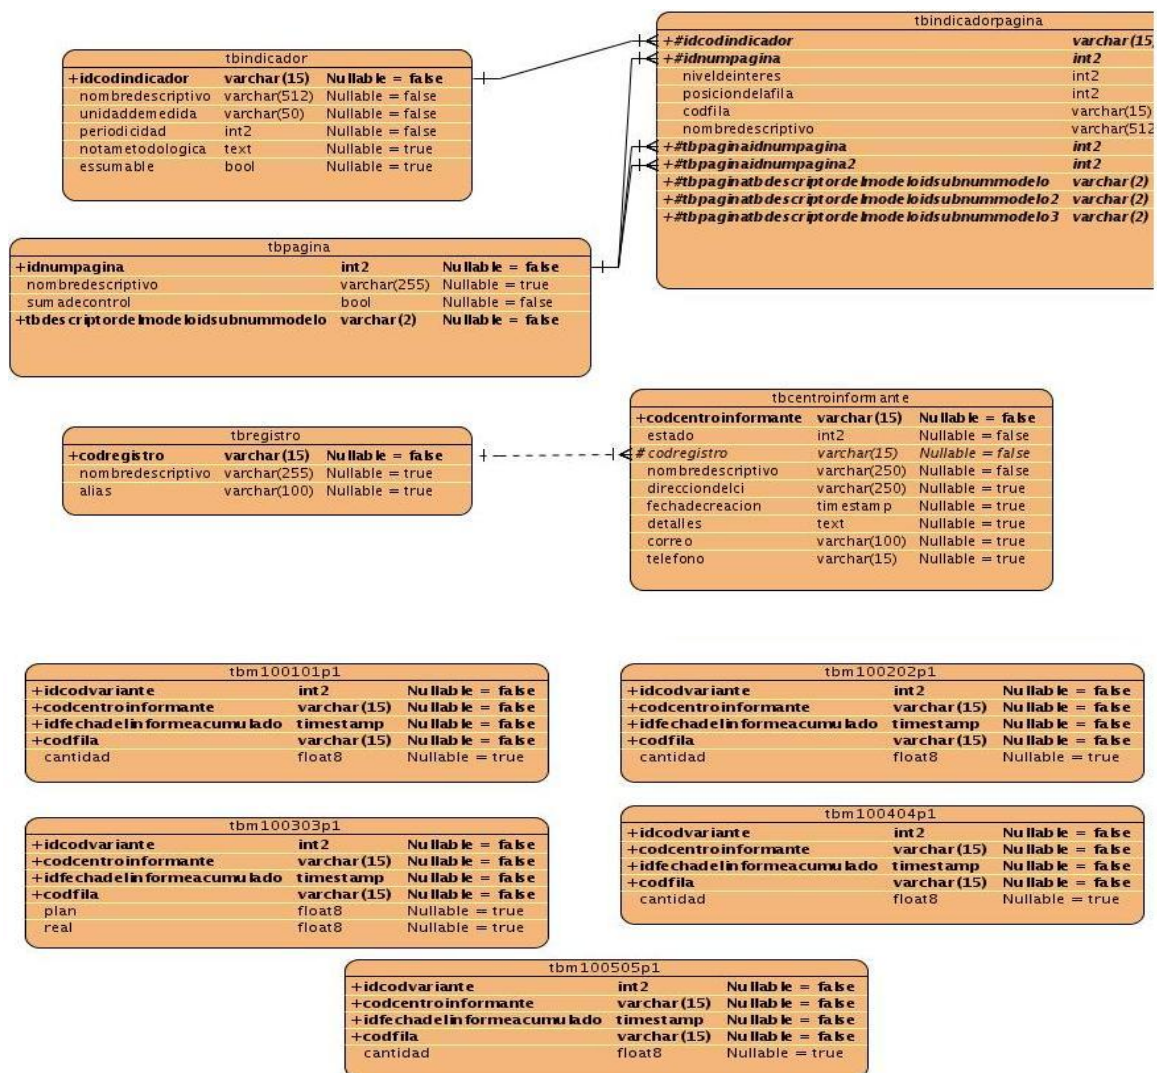 tbindicador
+idcodindicador varchar(15) Nullable = false
nombredescriptivo varchar(512) Nullable = false
unidaddemedida varchar(50) Nullable = false
periodicidad int2 Nullable = false
notametodologica text Nullable = true
essumable bool Nullable = true
tbindicadorpagina
+#idcodindicador varchar(15)
+#idnumpagina int2
niveldeinteres int2
posiciondelafila int2
codfila varchar(15)
nombredescriptivo varchar(512
+#tbpaginaidnumpagina int2
+#tbpaginaidnumpagina2 int2
+#tbpaginatbdescriptordelmodeloidsubnummodelo varchar(2)
+#tbpaginatbdescriptordelmodeloidsubnummodelo2 varchar(2)
+#tbpaginatbdescriptordelmodeloidsubnummodelo3 varchar(2)
tbpagina
+idnumpagina int2 Nullable = false
nombredescriptivo varchar(255) Nullable = true
sumadecontrol bool Nullable = false
+tbdescriptordelmodeloidsubnummodelo varchar(2) Nullable = false
tbregistro
+codregistro varchar(15) Nullable = false
nombredescriptivo varchar(255) Nullable = true
alias varchar(100) Nullable = true
tbcentroinformante
+codcentroinformante varchar(15) Nullable = false
estado int2 Nullable = false
#codregistro varchar(15) Nullable = false
nombredescriptivo varchar(250) Nullable = false
direcciondelci varchar(250) Nullable = true
fechadecreacion timestamp Nullable = true
detalles text Nullable = true
correo varchar(100) Nullable = true
telefono varchar(15) Nullable = true
tbm100101p1
+idcodvariante int2 Nullable = false
+codcentroinformante varchar(15) Nullable = false
+idfechadelinformeacumulado timestamp Nullable = false
+codfila varchar(15) Nullable = false
cantidad float8 Nullable = true
tbm100202p1
+idcodvariante int2 Nullable = false
+codcentroinformante varchar(15) Nullable = false
+idfechadelinformeacumulado timestamp Nullable = false
+codfila varchar(15) Nullable = false
cantidad float8 Nullable = true
tbm100303p1
+idcodvariante int2 Nullable = false
+codcentroinformante varchar(15) Nullable = false
+idfechadelinformeacumulado timestamp Nullable = false
+codfila varchar(15) Nullable = false
plan float8 Nullable = true
real float8 Nullable = true
tbm100404p1
+idcodvariante int2 Nullable = false
+codcentroinformante varchar(15) Nullable = false
+idfechadelinformeacumulado timestamp Nullable = false
+codfila varchar(15) Nullable = false
cantidad float8 Nullable = true
tbm100505p1
+idcodvariante int2 Nullable = false
+codcentroinformante varchar(15) Nullable = false
+idfechadelinformeacumulado timestamp Nullable = false
+codfila varchar(15) Nullable = false
cantidad float8 Nullable = true